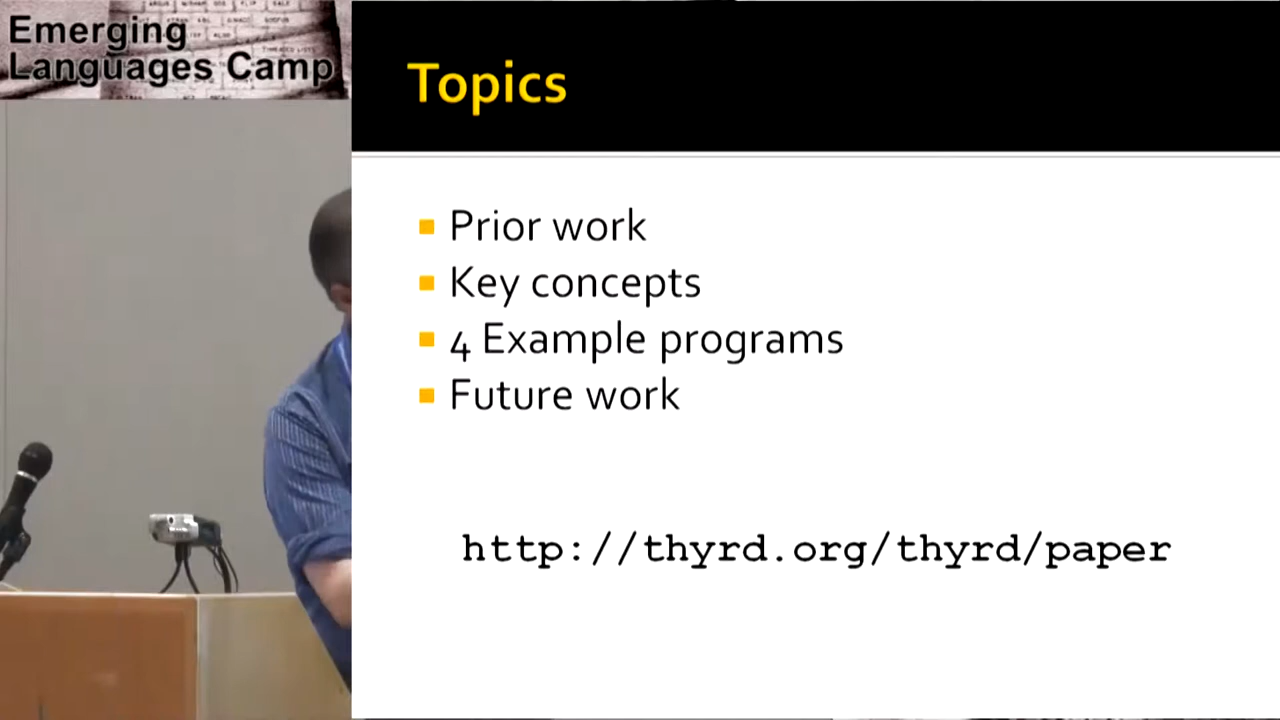 Emerging
Languages Camp
Topics
Prior work
Key concepts
4 Example programs
Future work
http://thyrd.org/thyrd/paper